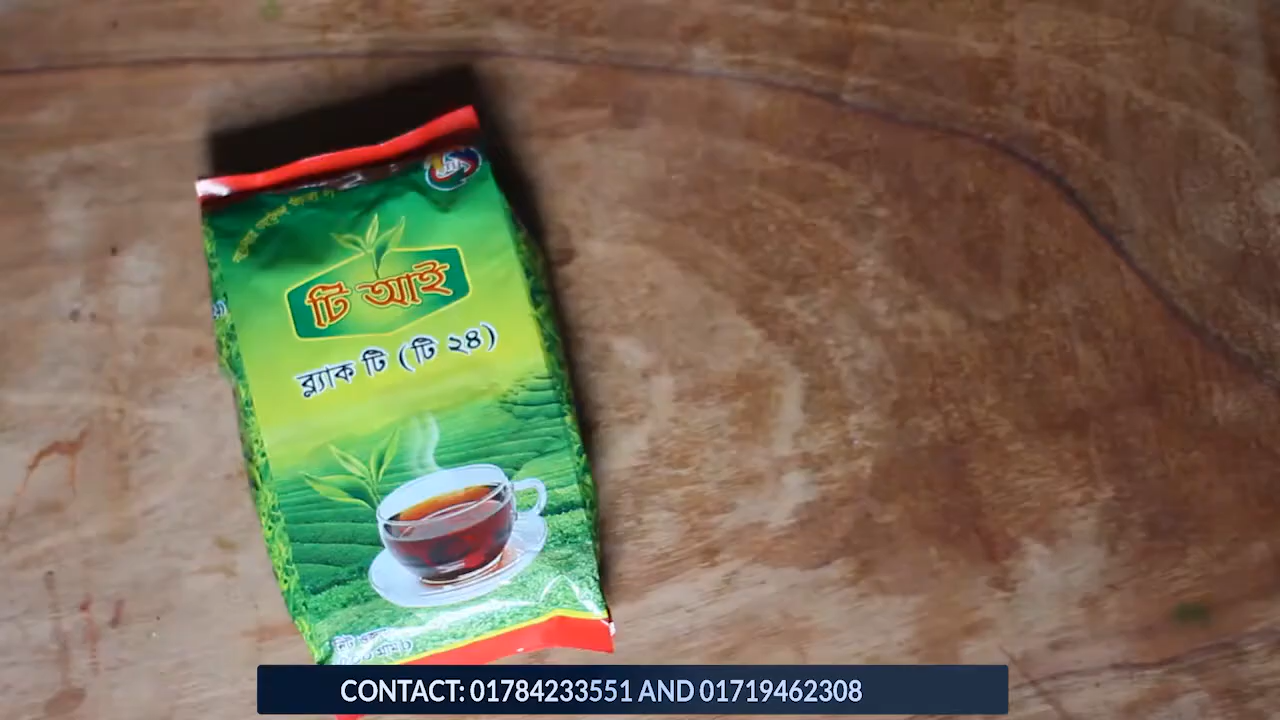 টি আই
ব্ল্যাক টি (টি ২৪)
CONTACT: 01784233551 AND 01719462308